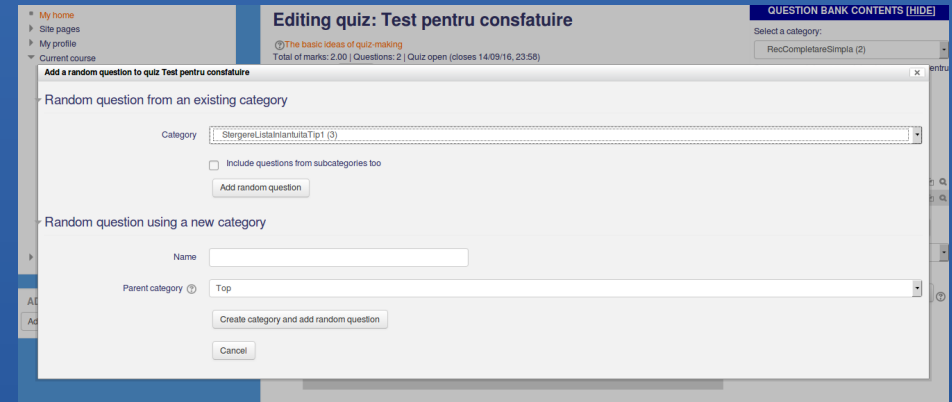 My home
Site pages
My profile
Current course
Editing quiz: Test pentru consfatuire
The basic ideas of quiz-making
Total of marks: 2.00 | Questions: 2 | Quiz open (closes 14/09/16, 23:58)
QUESTION BANK CONTENTS [HIDE]
Select a category:
RecCompletareSimpla (2)
entru
Add a random question to quiz Test pentru consfatuire
Random question from an existing category
Category
StergereListaInlantuitaTip1 (3)
Include questions from subcategories too
Add random question
Random question using a new category
Name
Parent category
Top
Create category and add random question
Cancel
Ad